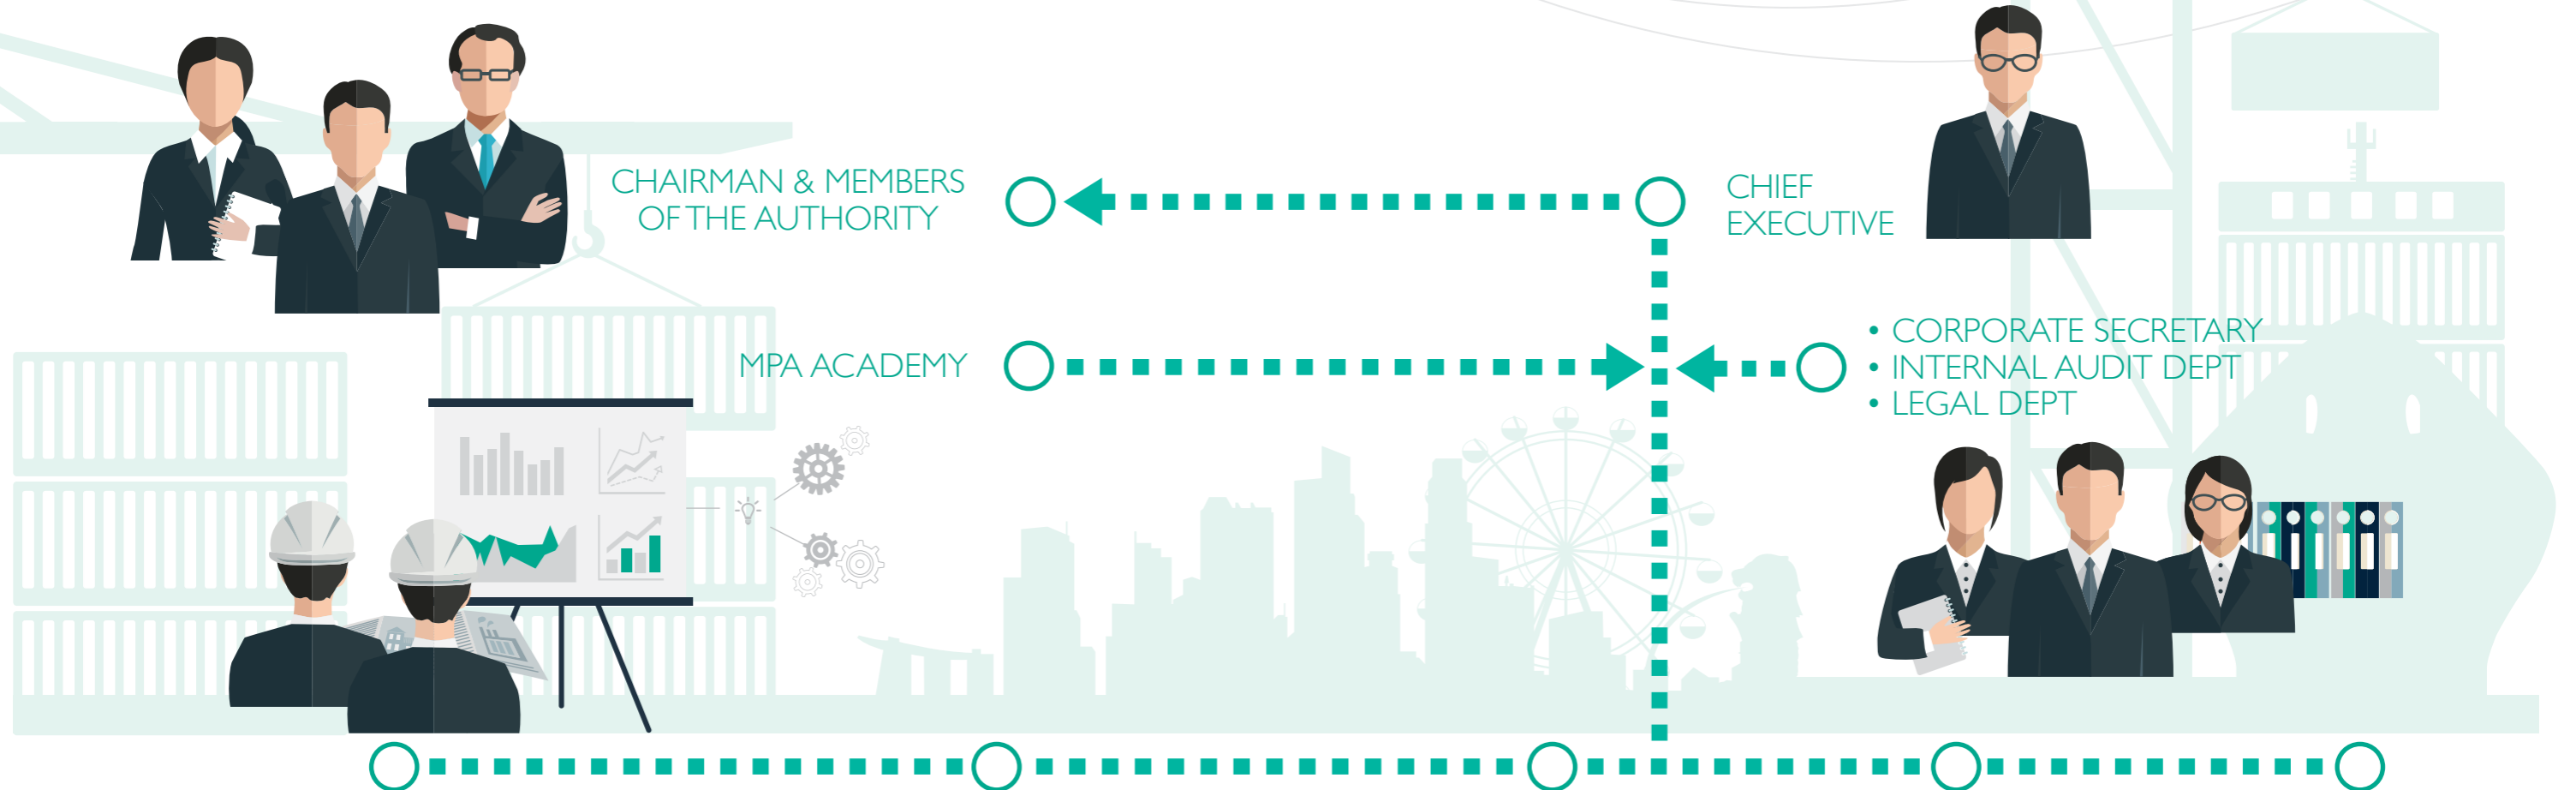 CHAIRMAN & MEMBERS
OF THE AUTHORITY
CHIEF
EXECUTIVE
MPA ACADEMY
• CORPORATE SECRETARY
• INTERNAL AUDIT DEPT
• LEGAL DEPT